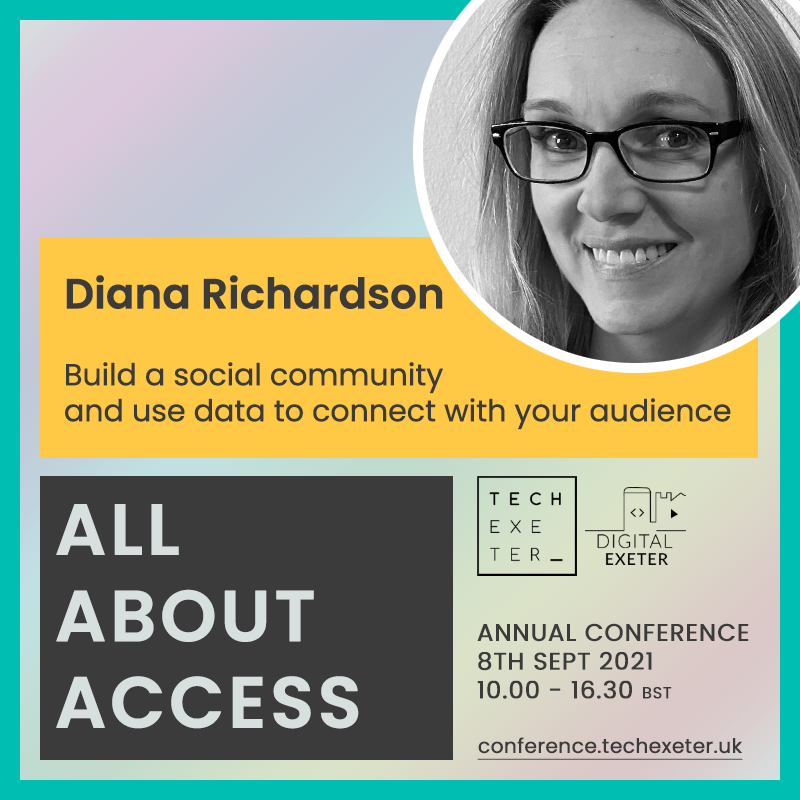 Diana Richardson
Build a social community
and use data to connect with your audience
ALL
ABOUT
ACCESS
TECH
EXE
TER_
<>
DIGITAL
EXETER
ANNUAL CONFERENCE
8TH SEPT 2021
10.00 - 16.30 BST
conference.techexeter.uk